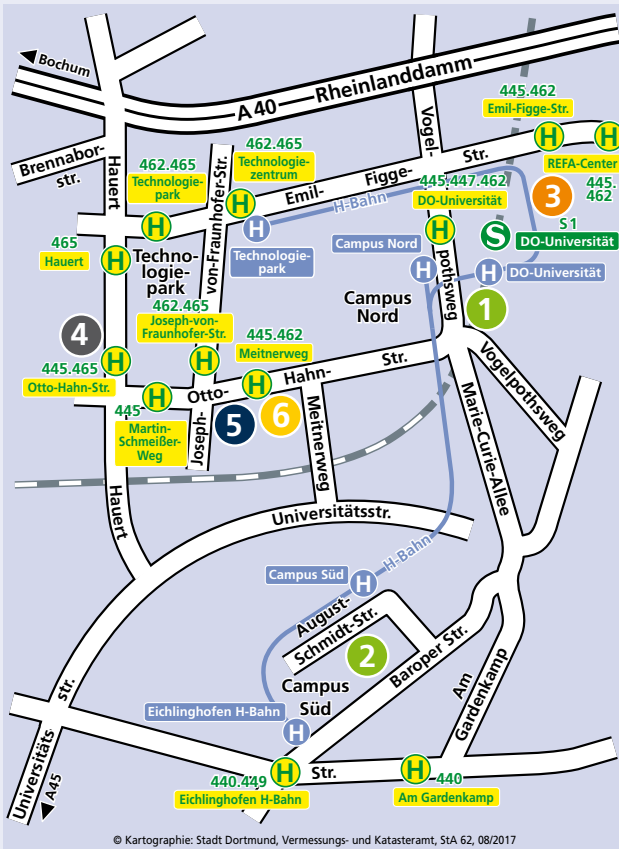 Bochum
A 40
Rheinlanddamm
445.462
Emil-Figge-Str.
Vogel-
Brennabor-
str.
Hauert
462.465
Technologie-
park
462.465
Technologie-
zentrum
von-Fraunhofer-Str.
Emil-
Figge-
Str.
H
H
REFA-Center
445.
462
3
H-Bahn
445.447.462
DO-Universität
H
H
H
H
S 1
S
DO-Universität
Technologie-
park
Campus Nord
H
pothsweg
H
DO-Universität
465
Hauert
H
Techno-
logie-
park
Campus
Nord
1
462.465
Joseph-von-
Fraunhofer-Str.
445.462
Meitnerweg
4
445.465
Otto-Hahn-Str.
H
H
H
H
Otto-
Hahn-
Str.
Vogelpothsweg
445
Martin-
Schmeißer-
Weg
Joseph-
5
6
Meitnerweg
Marie-Curie-Allee
Hauert
Universitätsstr.
H-Bahn
Campus Süd
H
August-
Schmidt-Str.
2
Baroper Str.
Am
Gardenkamp
Campus
Süd
Eichlinghofen H-Bahn
H
Universitäts
str.
A45
440.449
Eichlinghofen H-Bahn
H
Str.
H
440
Am Gardenkamp
© Kartographie: Stadt Dortmund, Vermessungs- und Katasteramt, StA 62, 08/2017